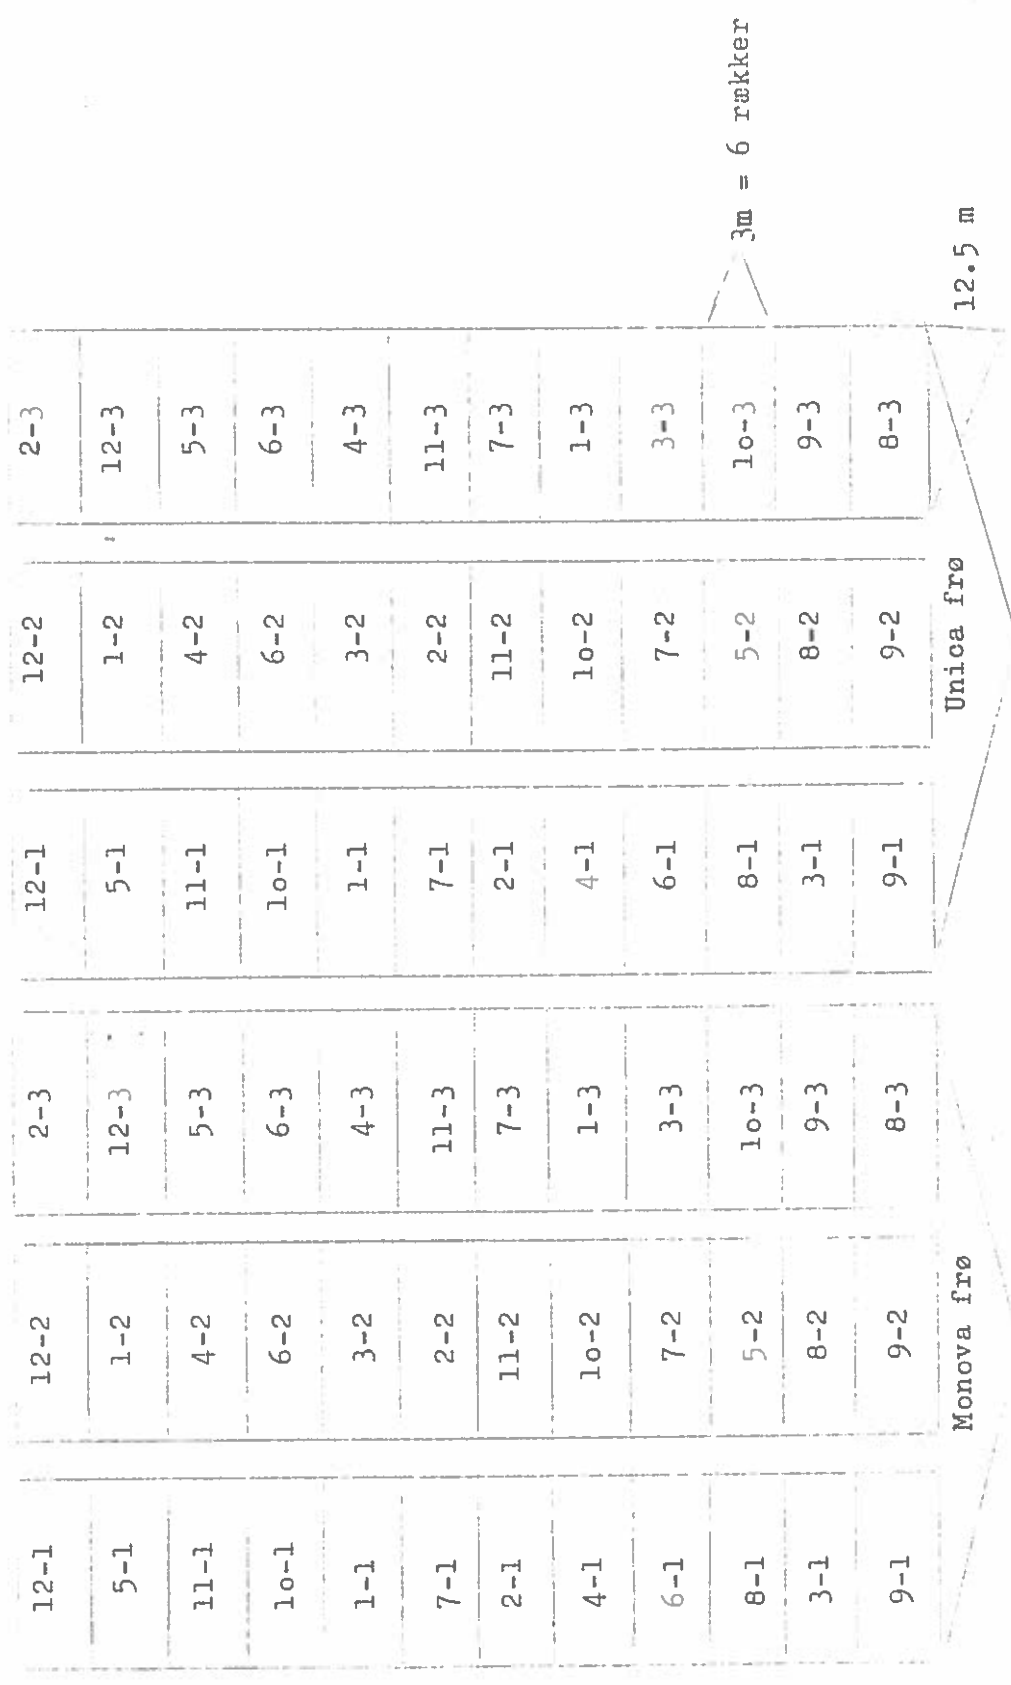 12-1 12-2 2-3 12-1 12-2 2-3
5-1 1-2 12-3 5-1 1-2 12-3
11-1 4-2 5-3 11-1 4-2 5-3
1o-1 6-2 6-3 1o-1 6-2 6-3
1-1 3-2 4-3 1-1 3-2 4-3
7-1 2-2 11-3 7-1 2-2 11-3
2-1 11-2 7-3 2-1 11-2 7-3
4-1 1o-2 1-3 4-1 1o-2 1-3
6-1 7-2 3-3 6-1 7-2 3-3
8-1 5-2 1o-3 8-1 5-2 1o-3 3m = 6 rækker
3-1 8-2 9-3 3-1 8-2 9-3
9-1 9-2 8-3 9-1 9-2 8-3
Monova frø Unica frø 12.5 m